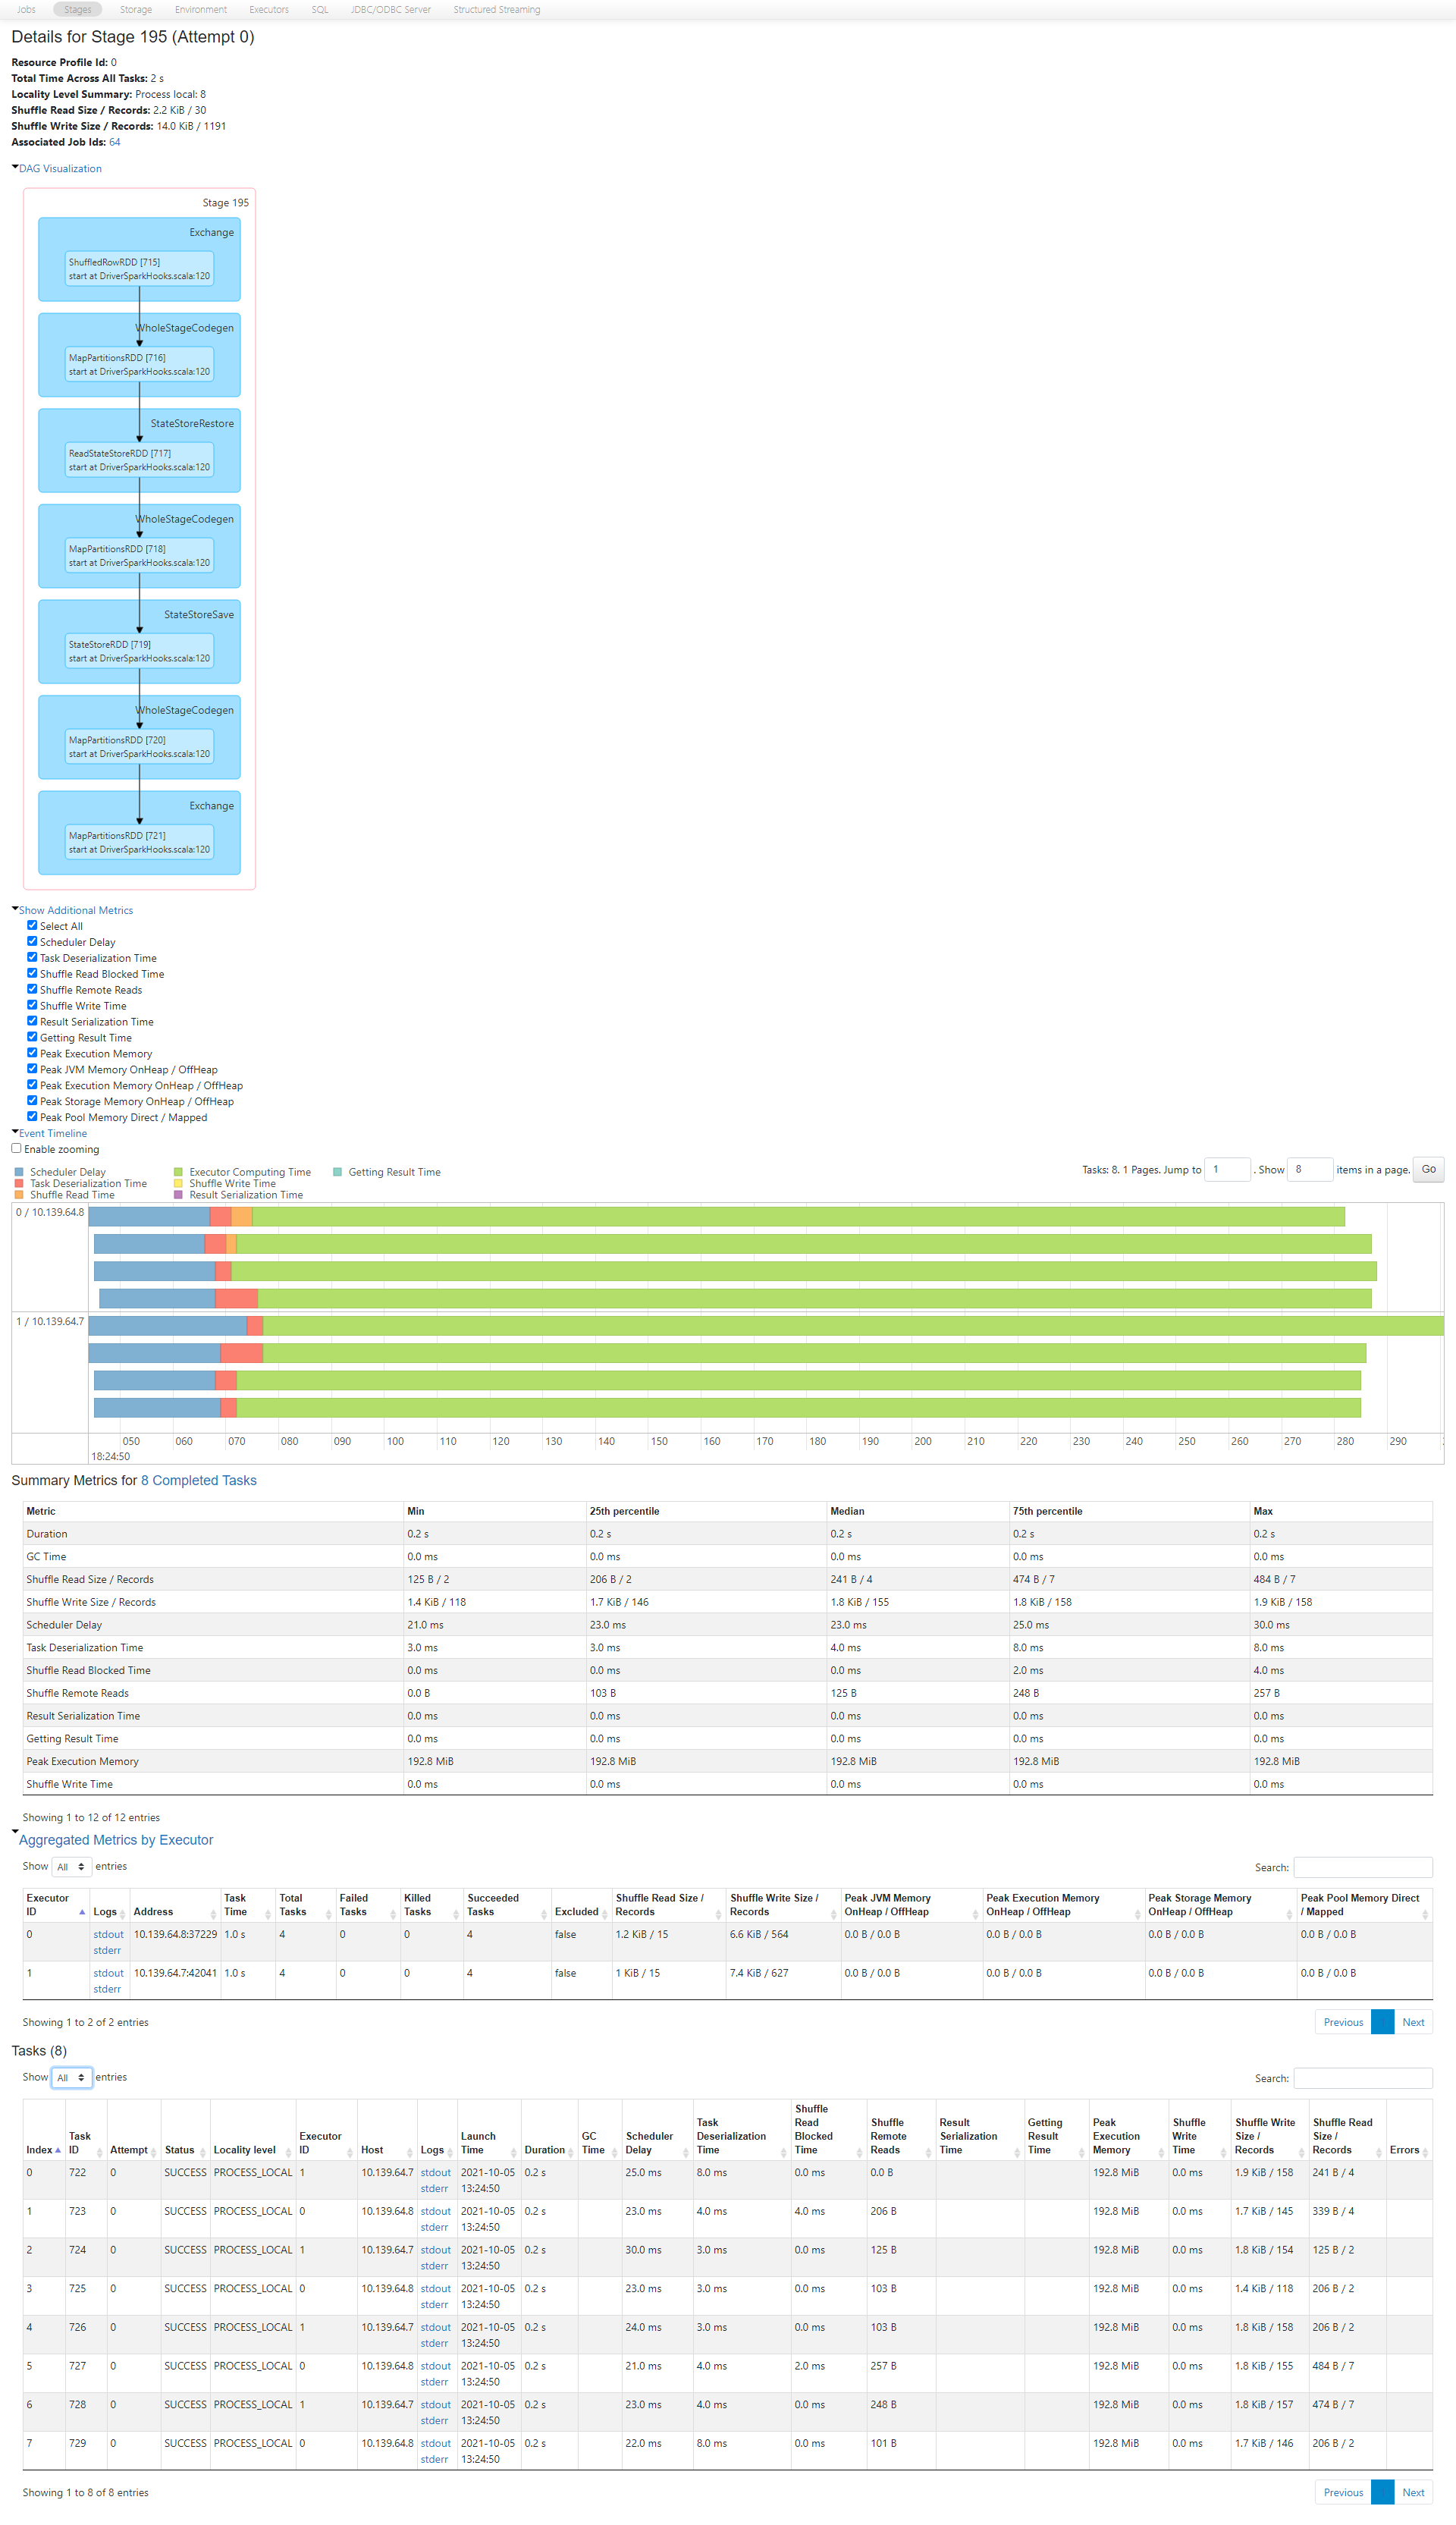 Jobs Stages Storage Environment Executors SQL JDBC/ODBC Server Structured Streaming
Details for Stage 195 (Attempt 0)
Resource Profile Id: 0
Total Time Across All Tasks: 2 s
Locality Level Summary: Process local: 8
Shuffle Read Size / Records: 2.2 KiB / 30
Shuffle Write Size / Records: 14.0 KiB / 1191
Associated Job Ids: 64
DAG Visualization
Stage 195
Exchange
ShuffledRowRDD [715]
start at DriverSparkHooks.scala:120
WholeStageCodegen
MapPartitionsRDD [716]
start at DriverSparkHooks.scala:120
StateStoreRestore
ReadStateStoreRDD [717]
start at DriverSparkHooks.scala:120
WholeStageCodegen
MapPartitionsRDD [718]
start at DriverSparkHooks.scala:120
StateStoreSave
StateStoreRDD [719]
start at DriverSparkHooks.scala:120
WholeStageCodegen
MapPartitionsRDD [720]
start at DriverSparkHooks.scala:120
Exchange
MapPartitionsRDD [721]
start at DriverSparkHooks.scala:120
Show Additional Metrics
Select All
Scheduler Delay
Task Deserialization Time
Shuffle Read Blocked Time
Shuffle Remote Reads
Shuffle Write Time
Result Serialization Time
Getting Result Time
Peak Execution Memory
Peak JVM Memory OnHeap / OffHeap
Peak Execution Memory OnHeap / OffHeap
Peak Storage Memory OnHeap / OffHeap
Peak Pool Memory Direct / Mapped
Event Timeline
Enable zooming
Scheduler Delay Executor Computing Time Getting Result Time
Task Deserialization Time Shuffle Write Time
Shuffle Read Time Result Serialization Time
Tasks: 8. 1 Pages. Jump to 1 . Show 8 items in a page. Go
0 / 10.139.64.8
1 / 10.139.64.7
050 060 070 080 090 100 110 120 130 140 150 160 170 180 190 200 210 220 230 240 250 260 270 280 290
18:24:50
Summary Metrics for 8 Completed Tasks
Metric Min 25th percentile Median 75th percentile Max
Duration 0.2 s 0.2 s 0.2 s 0.2 s 0.2 s
GC Time 0.0 ms 0.0 ms 0.0 ms 0.0 ms 0.0 ms
Shuffle Read Size / Records 125 B / 2 206 B / 2 241 B / 4 474 B / 7 484 B / 7
Shuffle Write Size / Records 1.4 KiB / 118 1.7 KiB / 146 1.8 KiB / 155 1.8 KiB / 158 1.9 KiB / 158
Scheduler Delay 21.0 ms 23.0 ms 23.0 ms 25.0 ms 30.0 ms
Task Deserialization Time 3.0 ms 3.0 ms 4.0 ms 8.0 ms 8.0 ms
Shuffle Read Blocked Time 0.0 ms 0.0 ms 0.0 ms 2.0 ms 4.0 ms
Shuffle Remote Reads 0.0 B 103 B 125 B 248 B 257 B
Result Serialization Time 0.0 ms 0.0 ms 0.0 ms 0.0 ms 0.0 ms
Getting Result Time 0.0 ms 0.0 ms 0.0 ms 0.0 ms 0.0 ms
Peak Execution Memory 192.8 MiB 192.8 MiB 192.8 MiB 192.8 MiB 192.8 MiB
Shuffle Write Time 0.0 ms 0.0 ms 0.0 ms 0.0 ms 0.0 ms
Showing 1 to 12 of 12 entries
Aggregated Metrics by Executor
Show All entries Search:
Executor ID Logs Address Task Time Total Tasks Failed Tasks Killed Tasks Succeeded Tasks Excluded Shuffle Read Size / Records Shuffle Write Size / Records Peak JVM Memory OnHeap / OffHeap Peak Execution Memory OnHeap / OffHeap Peak Storage Memory OnHeap / OffHeap Peak Pool Memory Direct / Mapped
0 stdout 10.139.64.8:37229 1.0 s 4 0 0 4 false 1.2 KiB / 15 6.6 KiB / 564 0.0 B / 0.0 B 0.0 B / 0.0 B 0.0 B / 0.0 B 0.0 B / 0.0 B
stderr
1 stdout 10.139.64.7:42041 1.0 s 4 0 0 4 false 1 KiB / 15 7.4 KiB / 627 0.0 B / 0.0 B 0.0 B / 0.0 B 0.0 B / 0.0 B 0.0 B / 0.0 B
stderr
Showing 1 to 2 of 2 entries Previous Next
Tasks (8)
Show All entries Search:
Index Task ID Attempt Status Locality level Executor ID Host Logs Launch Time Duration GC Time Scheduler Delay Task Deserialization Time Shuffle Read Blocked Time Shuffle Remote Reads Result Serialization Time Getting Result Time Peak Execution Memory Shuffle Write Time Shuffle Write Size / Records Shuffle Read Size / Records Errors
0 722 0 SUCCESS PROCESS_LOCAL 1 10.139.64.7 stdout 2021-10-05 0.2 s 25.0 ms 8.0 ms 0.0 ms 0.0 B 192.8 MiB 0.0 ms 1.9 KiB / 158 241 B / 4
stderr 13:24:50
1 723 0 SUCCESS PROCESS_LOCAL 0 10.139.64.8 stdout 2021-10-05 0.2 s 23.0 ms 4.0 ms 4.0 ms 206 B 192.8 MiB 0.0 ms 1.7 KiB / 145 339 B / 4
stderr 13:24:50
2 724 0 SUCCESS PROCESS_LOCAL 1 10.139.64.7 stdout 2021-10-05 0.2 s 30.0 ms 3.0 ms 0.0 ms 125 B 192.8 MiB 0.0 ms 1.8 KiB / 154 125 B / 2
stderr 13:24:50
3 725 0 SUCCESS PROCESS_LOCAL 0 10.139.64.8 stdout 2021-10-05 0.2 s 23.0 ms 3.0 ms 0.0 ms 103 B 192.8 MiB 0.0 ms 1.4 KiB / 118 206 B / 2
stderr 13:24:50
4 726 0 SUCCESS PROCESS_LOCAL 1 10.139.64.7 stdout 2021-10-05 0.2 s 24.0 ms 3.0 ms 0.0 ms 103 B 192.8 MiB 0.0 ms 1.8 KiB / 158 206 B / 2
stderr 13:24:50
5 727 0 SUCCESS PROCESS_LOCAL 0 10.139.64.8 stdout 2021-10-05 0.2 s 21.0 ms 4.0 ms 2.0 ms 257 B 192.8 MiB 0.0 ms 1.8 KiB / 155 484 B / 7
stderr 13:24:50
6 728 0 SUCCESS PROCESS_LOCAL 1 10.139.64.7 stdout 2021-10-05 0.2 s 23.0 ms 4.0 ms 0.0 ms 248 B 192.8 MiB 0.0 ms 1.8 KiB / 157 474 B / 7
stderr 13:24:50
7 729 0 SUCCESS PROCESS_LOCAL 0 10.139.64.8 stdout 2021-10-05 0.2 s 22.0 ms 8.0 ms 0.0 ms 101 B 192.8 MiB 0.0 ms 1.7 KiB / 146 206 B / 2
stderr 13:24:50
Showing 1 to 8 of 8 entries Previous Next